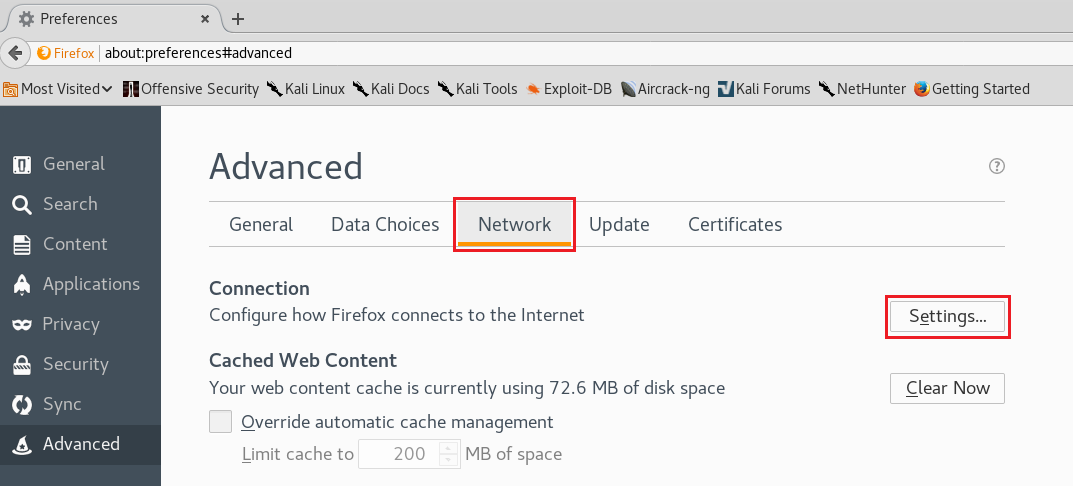 Preferences
Firefox about:preferences#advanced
Most Visited Offensive Security Kali Linux Kali Docs Kali Tools Exploit-DB Aircrack-ng Kali Forums NetHunter Getting Started
General
Search
Content
Applications
Privacy
Security
Sync
Advanced
Advanced
General Data Choices Network Update Certificates
Connection
Configure how Firefox connects to the Internet Settings...
Cached Web Content
Your web content cache is currently using 72.6 MB of disk space Clear Now
Override automatic cache management
Limit cache to 200 MB of space